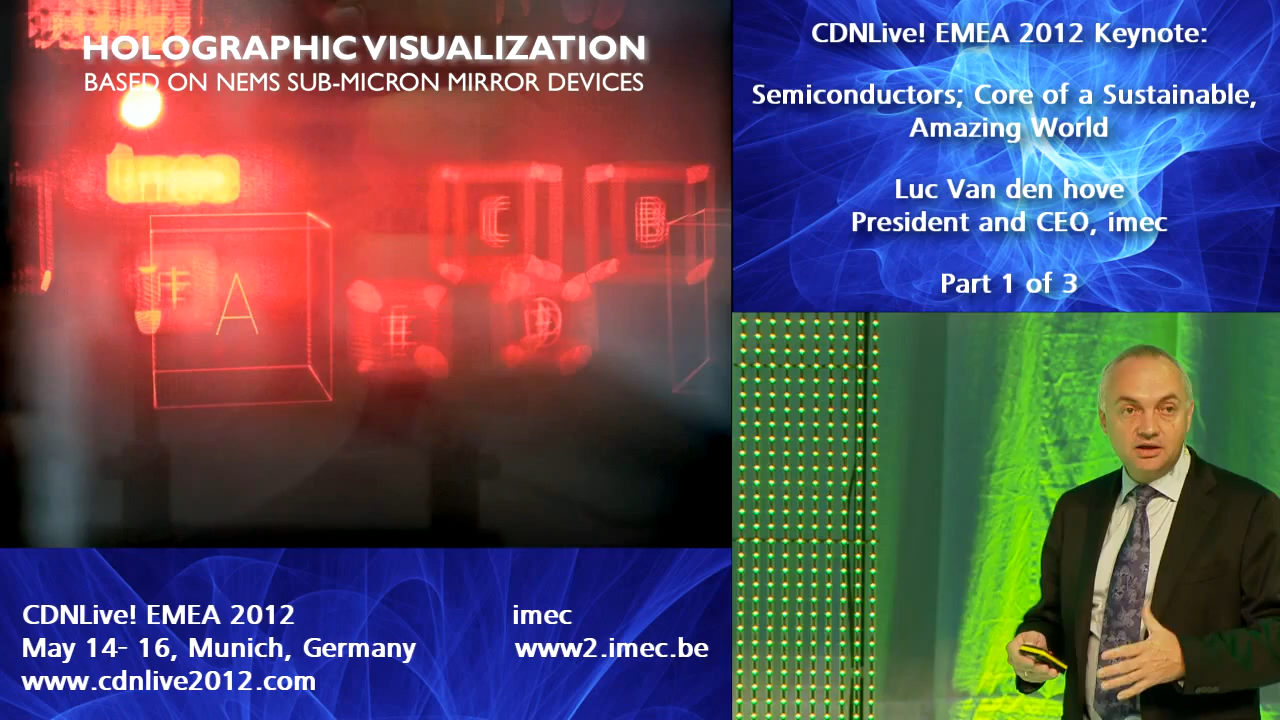 HOLOGRAPHIC VISUALIZATION
BASED ON NEMS SUB-MICRON MIRROR DEVICES
imec
C
B
A
E
D
CDNLive! EMEA 2012 Keynote:
Semiconductors; Core of a Sustainable,
Amazing World
Luc Van den hove
President and CEO, imec
Part 1 of 3
CDNLive! EMEA 2012
May 14- 16, Munich, Germany
www.cdnlive2012.com
imec
www2.imec.be